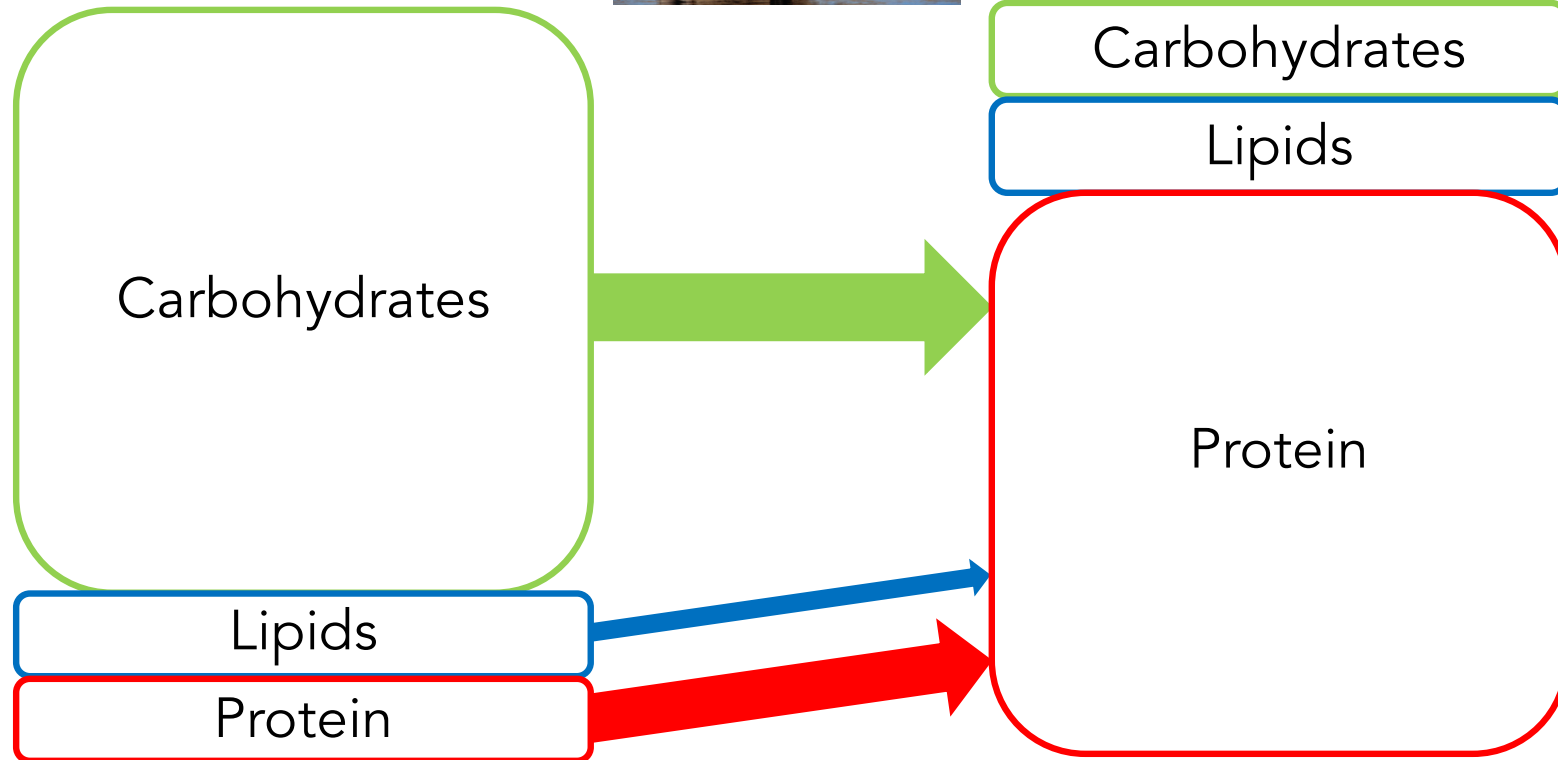 Carbohydrates
Lipids
Protein
Carbohydrates
Lipids
Protein